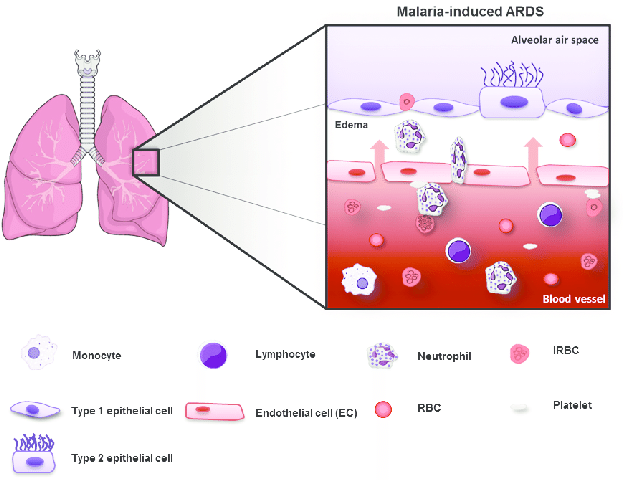 Malaria-induced ARDS
Alveolar air space
Edema
Blood vessel
Monocyte
Lymphocyte
Neutrophil
IRBC
Type 1 epithelial cell
Endothelial cell (EC)
RBC
Platelet
Type 2 epithelial cell